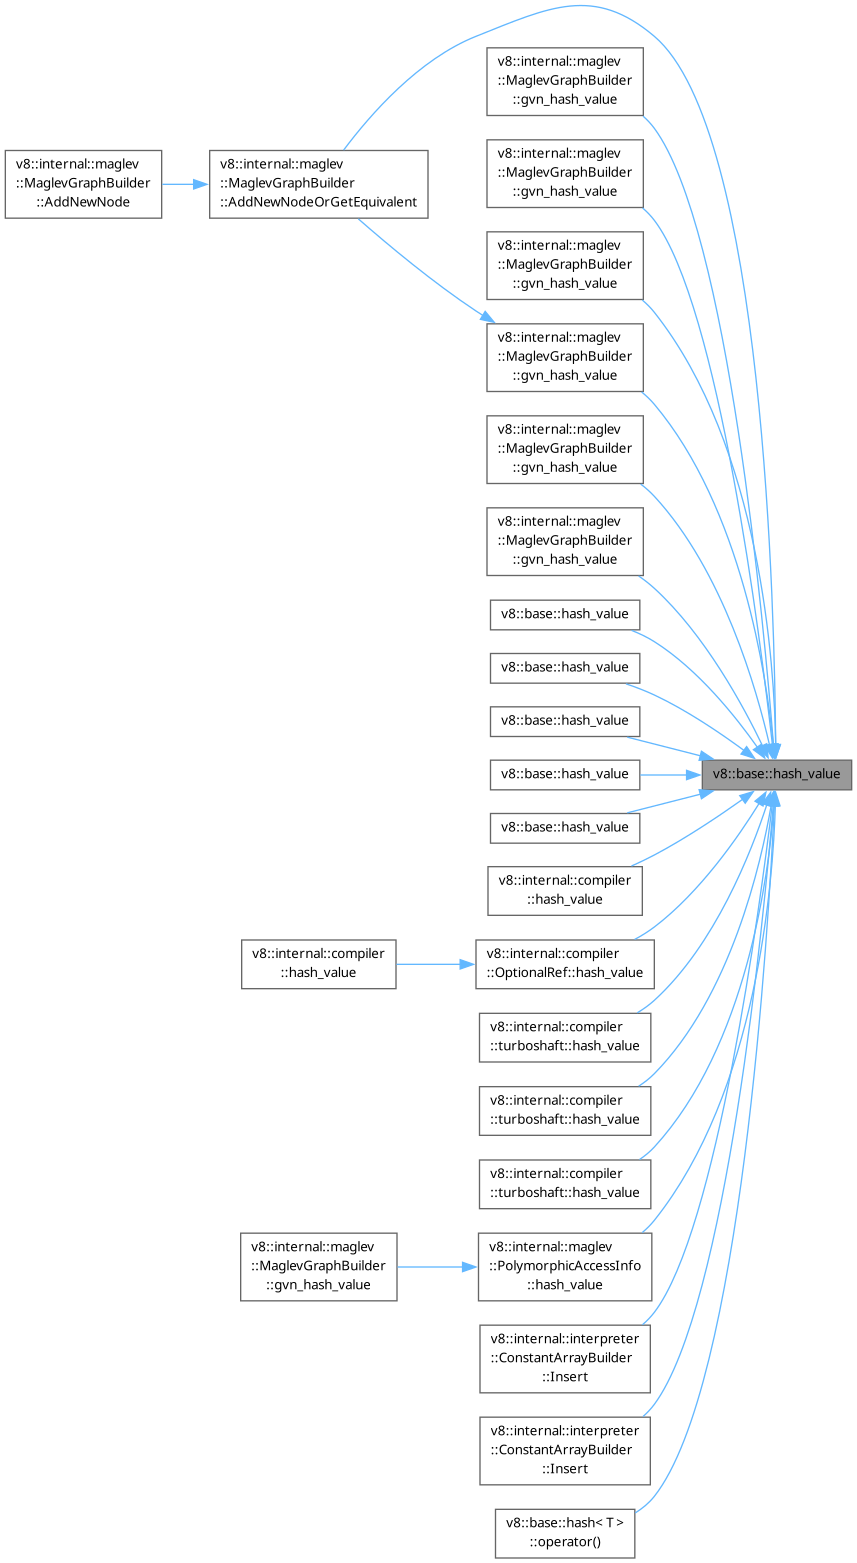 v8::internal::maglev
::MaglevGraphBuilder
::gvn_hash_value
v8::internal::maglev
::MaglevGraphBuilder
::gvn_hash_value
v8::internal::maglev
::MaglevGraphBuilder
::AddNewNode
v8::internal::maglev
::MaglevGraphBuilder
::AddNewNodeOrGetEquivalent
v8::internal::maglev
::MaglevGraphBuilder
::gvn_hash_value
v8::internal::maglev
::MaglevGraphBuilder
::gvn_hash_value
v8::internal::maglev
::MaglevGraphBuilder
::gvn_hash_value
v8::internal::maglev
::MaglevGraphBuilder
::gvn_hash_value
v8::base::hash_value
v8::base::hash_value
v8::base::hash_value
v8::base::hash_value
v8::base::hash_value
v8::base::hash_value
v8::internal::compiler
::hash_value
v8::internal::compiler
::hash_value
v8::internal::compiler
::OptionalRef::hash_value
v8::internal::compiler
::turboshaft::hash_value
v8::internal::compiler
::turboshaft::hash_value
v8::internal::compiler
::turboshaft::hash_value
v8::internal::maglev
::MaglevGraphBuilder
::gvn_hash_value
v8::internal::maglev
::PolymorphicAccessInfo
::hash_value
v8::internal::interpreter
::ConstantArrayBuilder
::Insert
v8::internal::interpreter
::ConstantArrayBuilder
::Insert
v8::base::hash< T >
::operator()